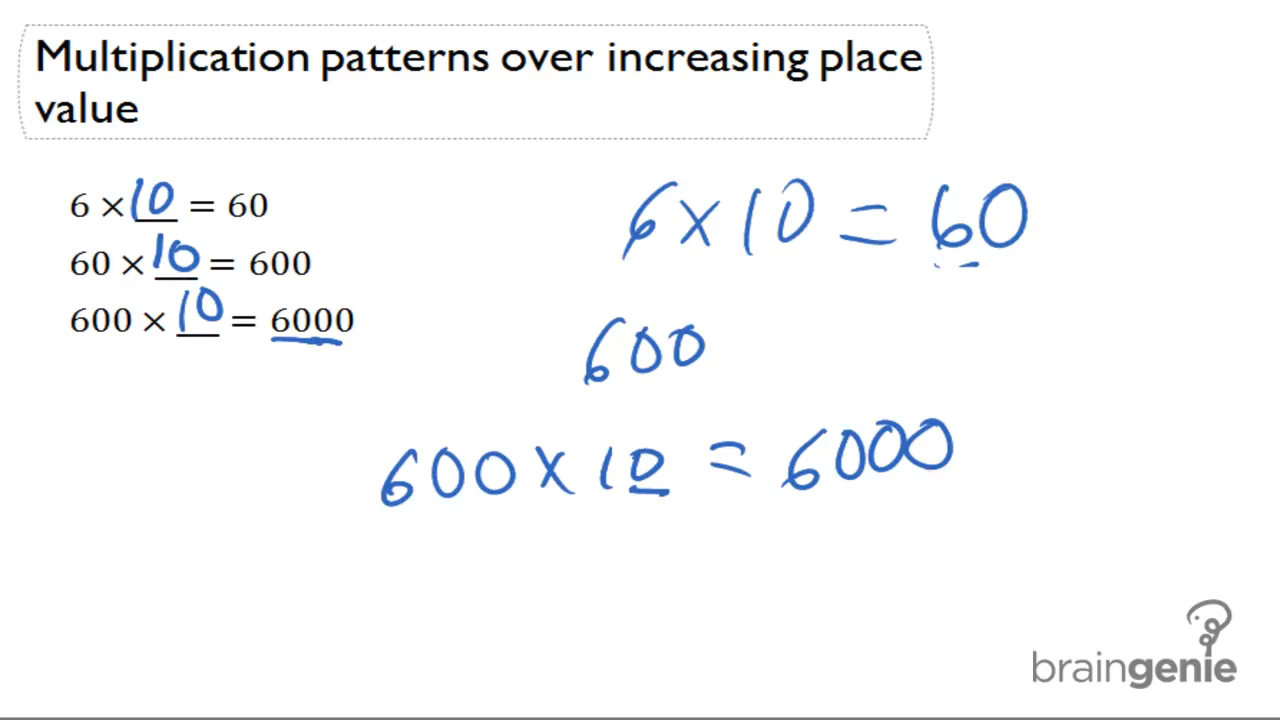 Multiplication patterns over increasing place
value
6 × 10 = 60
60 × 10 = 600
600 × 10 = 6000
6 × 10 = 60
600
600 × 10 = 6000
braingenie